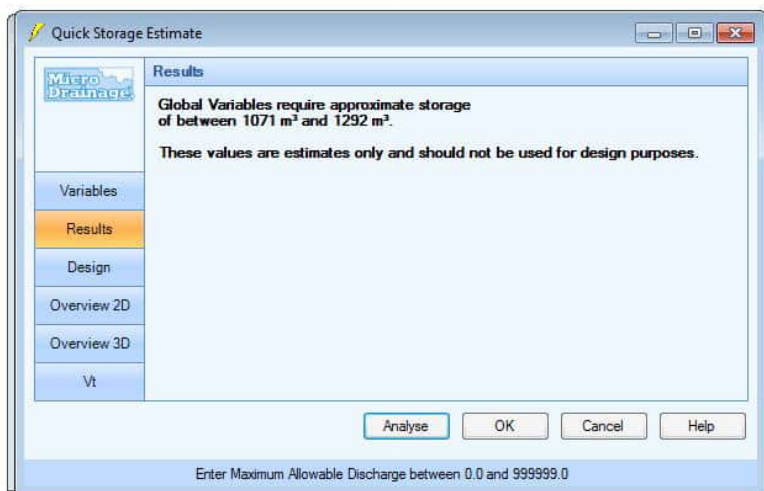 Quick Storage Estimate
Micro
Drainage
Results
Global Variables require approximate storage
of between 1071 m³ and 1292 m³.
These values are estimates only and should not be used for design purposes.
Variables
Results
Design
Overview 2D
Overview 3D
Vt
Analyse
OK
Cancel
Help
Enter Maximum Allowable Discharge between 0.0 and 999999.0